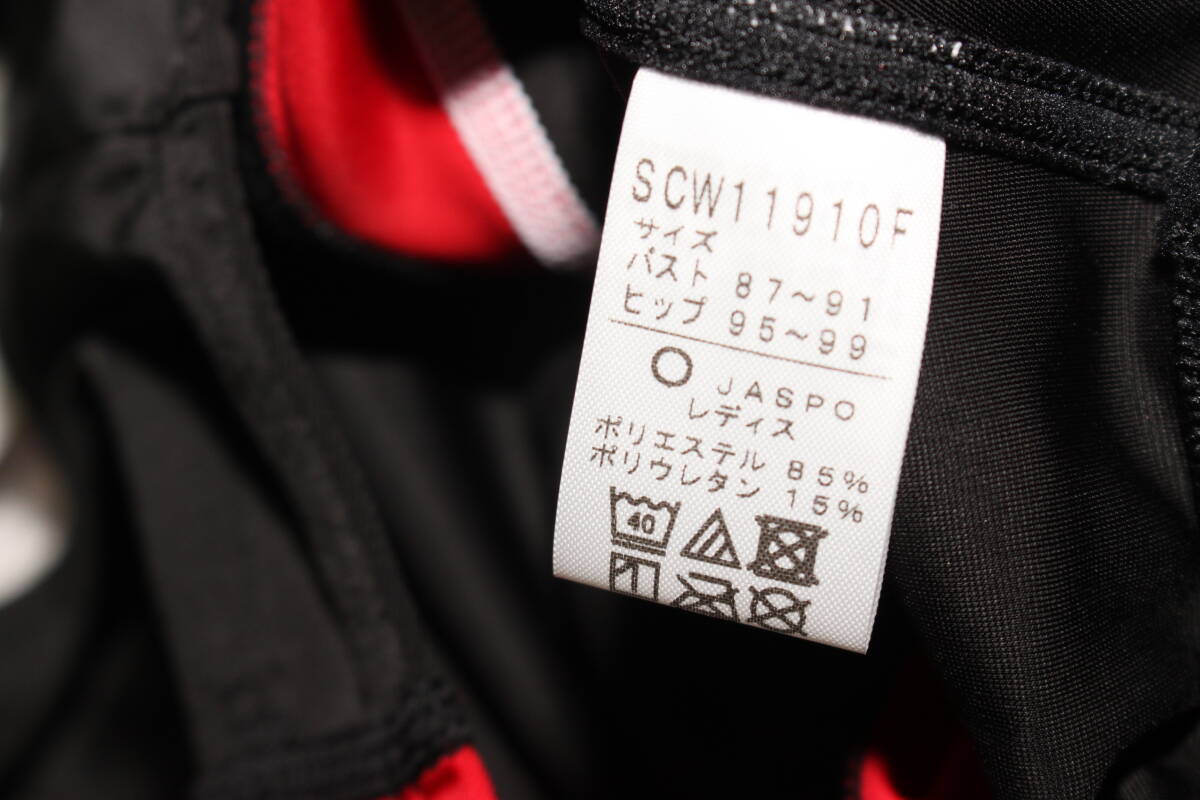 SCW11910F
サイズ
バスト 87～91
ヒップ 95～99
O JASPO
レディス
ポリエステル 85%
ポリウレタン 15%
40